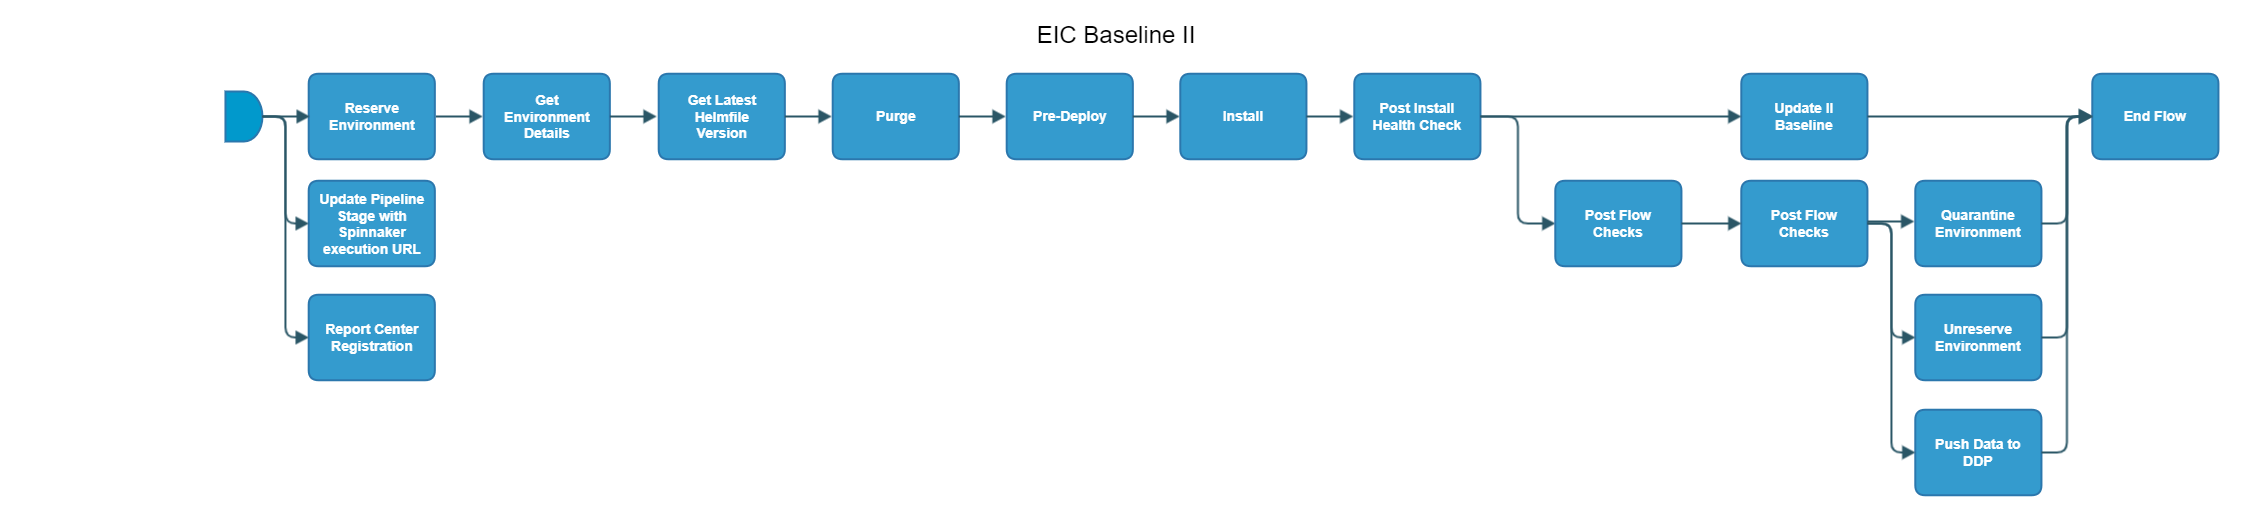 EIC Baseline II
Reserve
Environment
Get
Environment
Details
Get Latest
Helmfile
Version
Purge
Pre-Deploy
Install
Post Install
Health Check
Update II
Baseline
End Flow
Update Pipeline
Stage with
Spinnaker
execution URL
Post Flow
Checks
Post Flow
Checks
Quarantine
Environment
Report Center
Registration
Unreserve
Environment
Push Data to
DDP